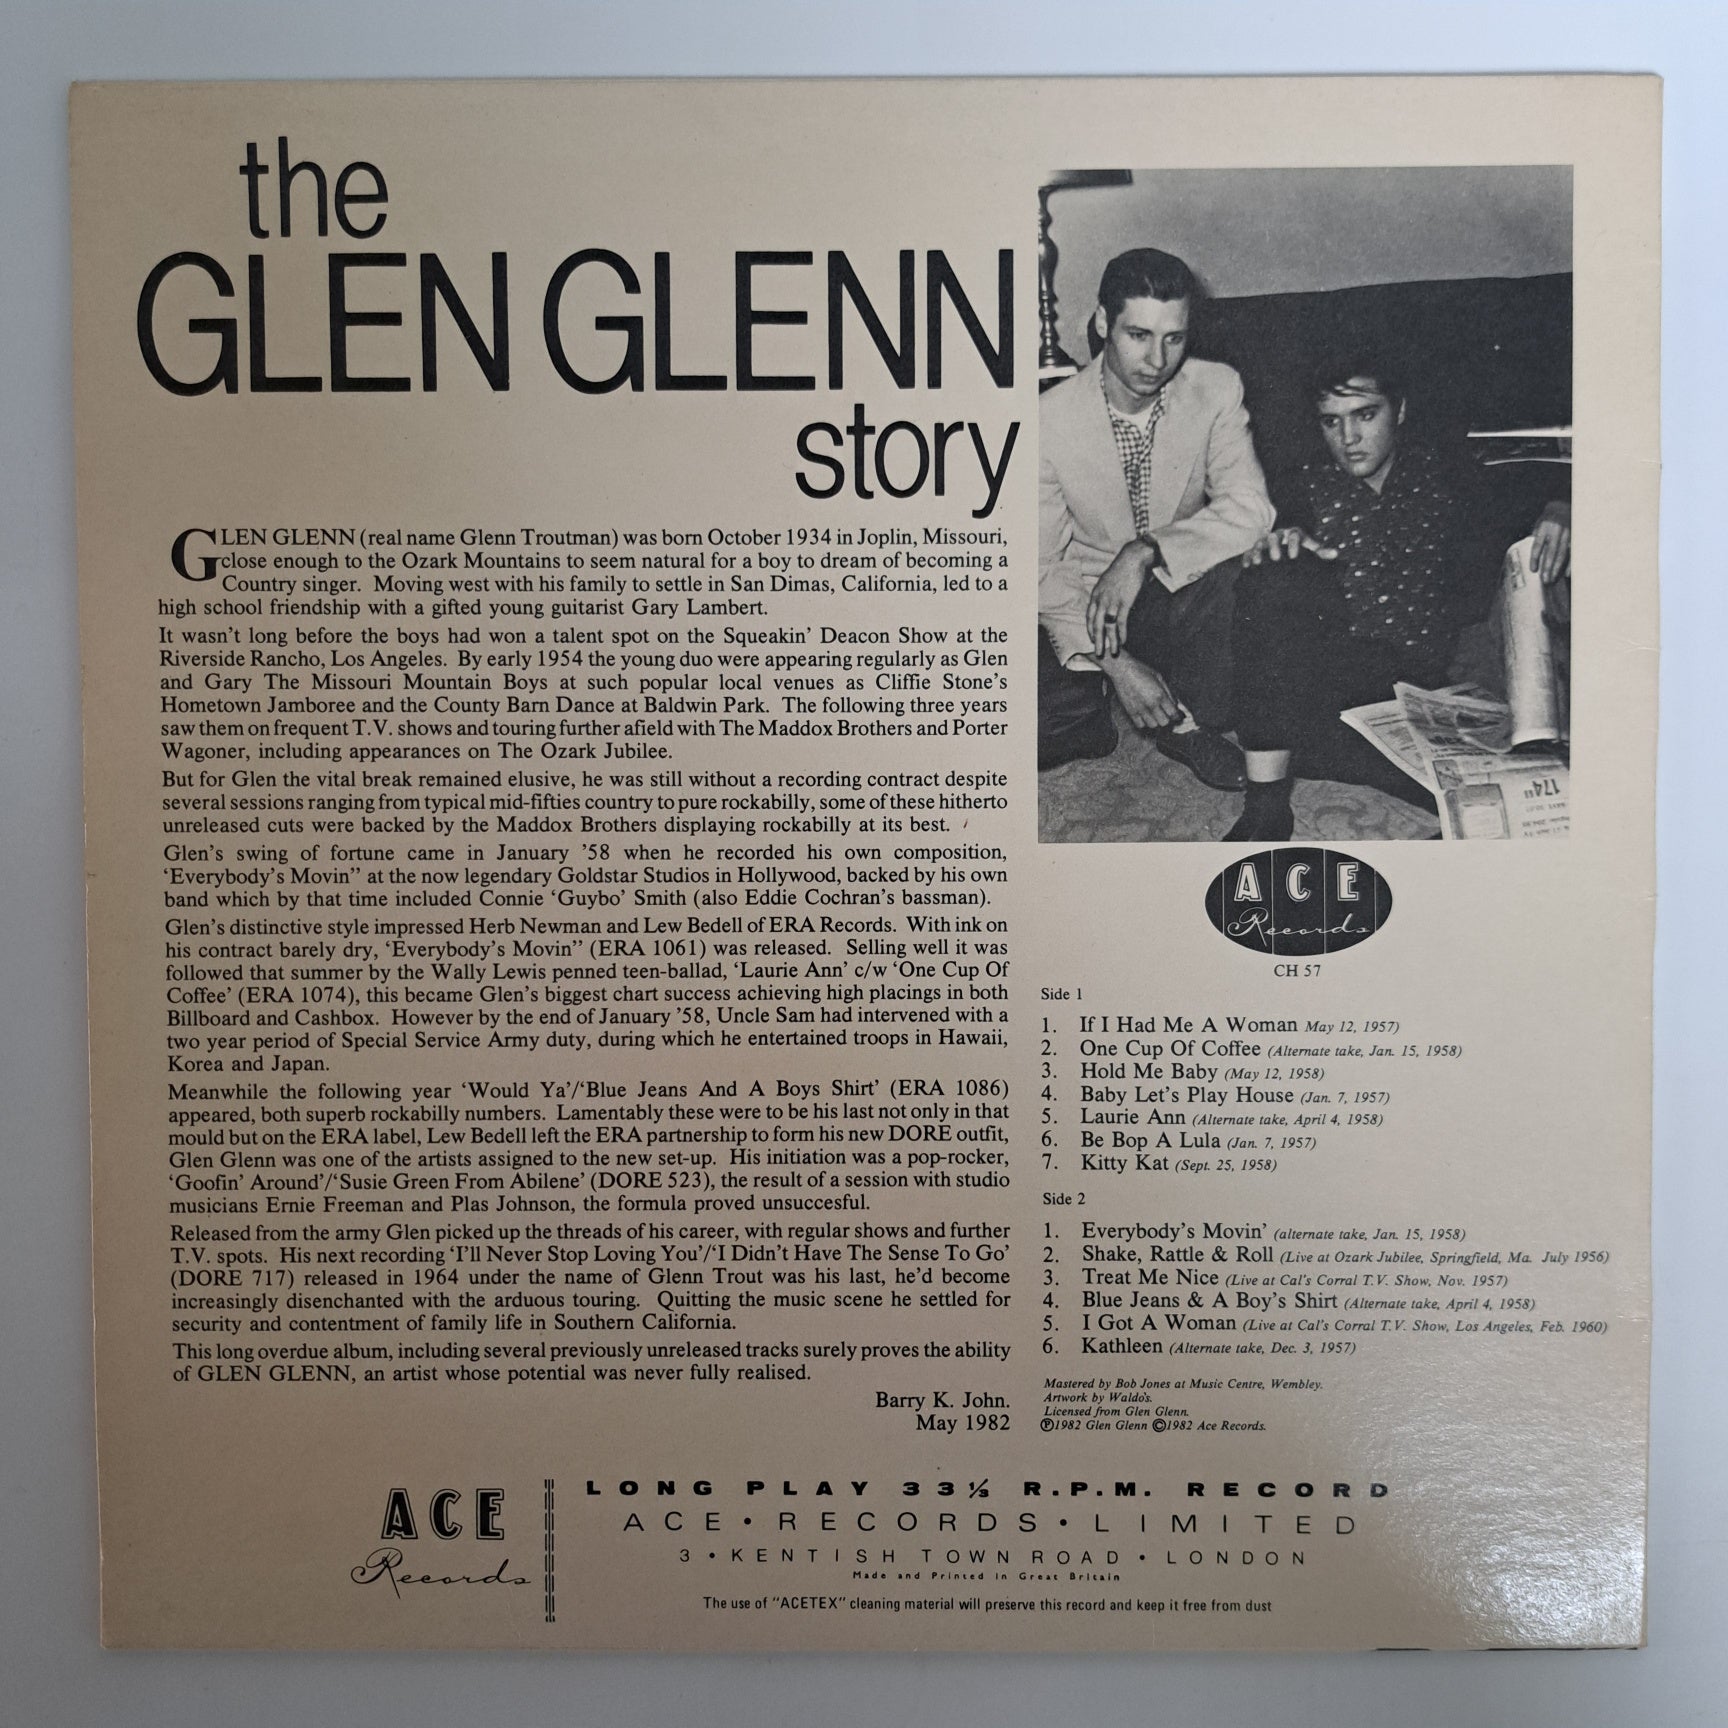 the
GLEN GLENN
story
GLEN GLENN (real name Glenn Troutman) was born October 1934 in Joplin, Missouri,
close enough to the Ozark Mountains to seem natural for a boy to dream of becoming a
Country singer. Moving west with his family to settle in San Dimas, California, led to a
high school friendship with a gifted young guitarist Gary Lambert.
It wasn't long before the boys had won a talent spot on the Squeakin' Deacon Show at the
Riverside Rancho, Los Angeles. By early 1954 the young duo were appearing regularly as Glen
and Gary The Missouri Mountain Boys at such popular local venues as Cliffie Stone's
Hometown Jamboree and the County Barn Dance at Baldwin Park. The following three years
saw them on frequent T.V. shows and touring further afield with The Maddox Brothers and Porter
Wagoner, including appearances on The Ozark Jubilee.
But for Glen the vital break remained elusive, he was still without a recording contract despite
several sessions ranging from typical mid-fifties country to pure rockabilly, some of these hitherto
unreleased cuts were backed by the Maddox Brothers displaying rockabilly at its best.
Glen's swing of fortune came in January '58 when he recorded his own composition,
'Everybody's Movin'' at the now legendary Goldstar Studios in Hollywood, backed by his own
band which by that time included Connie 'Guybo' Smith (also Eddie Cochran's bassman).
Glen's distinctive style impressed Herb Newman and Lew Bedell of ERA Records. With ink on
his contract barely dry, 'Everybody's Movin'' (ERA 1061) was released. Selling well it was
followed that summer by the Wally Lewis penned teen-ballad, 'Laurie Ann' c/w 'One Cup Of
Coffee' (ERA 1074), this became Glen's biggest chart success achieving high placings in both
Billboard and Cashbox. However by the end of January '58, Uncle Sam had intervened with a
two year period of Special Service Army duty, during which he entertained troops in Hawaii,
Korea and Japan.
Meanwhile the following year 'Would Ya'/'Blue Jeans And A Boys Shirt' (ERA 1086)
appeared, both superb rockabilly numbers. Lamentably these were to be his last not only in that
mould but on the ERA label, Lew Bedell left the ERA partnership to form his new DORE outfit,
Glen Glenn was one of the artists assigned to the new set-up. His initiation was a pop-rocker,
'Goofin' Around'/'Susie Green From Abilene' (DORE 523), the result of a session with studio
musicians Ernie Freeman and Plas Johnson, the formula proved unsuccesful.
Released from the army Glen picked up the threads of his career, with regular shows and further
T.V. spots. His next recording 'I'll Never Stop Loving You'/'I Didn't Have The Sense To Go'
(DORE 717) released in 1964 under the name of Glenn Trout was his last, he'd become
increasingly disenchanted with the arduous touring. Quitting the music scene he settled for
security and contentment of family life in Southern California.
This long overdue album, including several previously unreleased tracks surely proves the ability
of GLEN GLENN, an artist whose potential was never fully realised.
Barry K. John.
May 1982
174
ACE
Records
CH 57
Side 1
1. If I Had Me A Woman May 12, 1957)
2. One Cup Of Coffee (Alternate take, Jan. 15, 1958)
3. Hold Me Baby (May 12, 1958)
4. Baby Let's Play House (Jan. 7, 1957)
5. Laurie Ann (Alternate take, April 4, 1958)
6. Be Bop A Lula (Jan. 7, 1957)
7. Kitty Kat (Sept. 25, 1958)
Side 2
1. Everybody's Movin' (alternate take, Jan. 15, 1958)
2. Shake, Rattle & Roll (Live at Ozark Jubilee, Springfield, Ma. July 1956)
3. Treat Me Nice (Live at Cal's Corral T.V. Show, Nov. 1957)
4. Blue Jeans & A Boy's Shirt (Alternate take, April 4, 1958)
5. I Got A Woman (Live at Cal's Corral T.V. Show, Los Angeles, Feb. 1960)
6. Kathleen (Alternate take, Dec. 3, 1957)
Mastered by Bob Jones at Music Centre, Wembley.
Artwork by Waldo's.
Licensed from Glen Glenn.
℗1982 Glen Glenn ©1982 Ace Records.
ACE
Records
LONG PLAY 33⅓ R.P.M. RECORD
ACE • RECORDS • LIMITED
3 • KENTISH TOWN ROAD • LONDON
Made and Printed in Great Britain
The use of "ACETEX" cleaning material will preserve this record and keep it free from dust